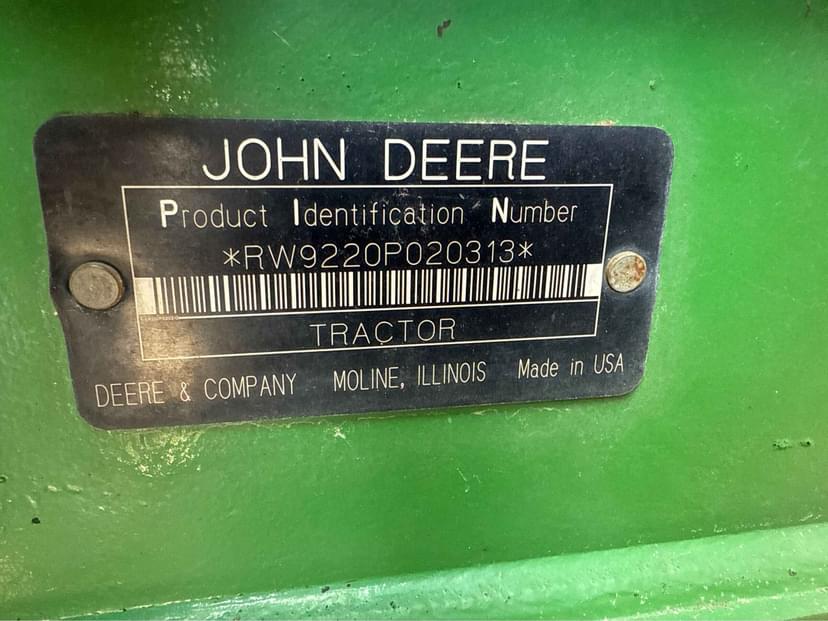 JOHN DEERE
Product Identification Number
*RW9220P020313*
TRACTOR
DEERE & COMPANY MOLINE, ILLINOIS Made in USA